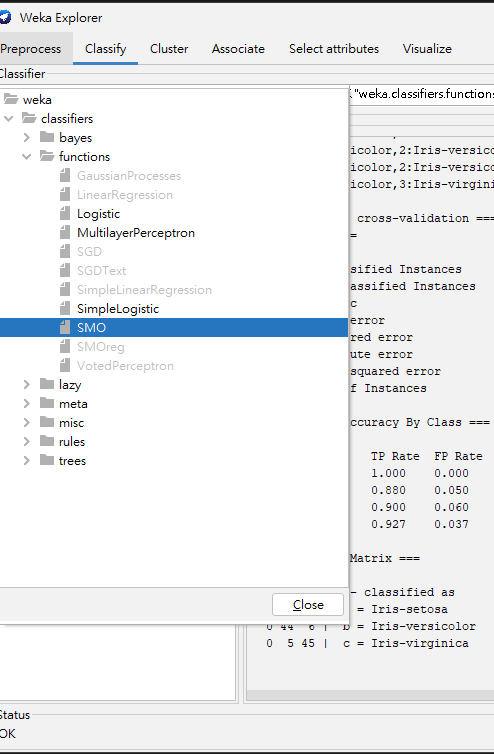 Weka Explorer
Preprocess Classify Cluster Associate Select attributes Visualize
Classifier
"weka.classifiers.functions
weka
classifiers
bayes
functions
GaussianProcesses
LinearRegression
Logistic
MultilayerPerceptron
SGD
SGDText
SimpleLinearRegression
SimpleLogistic
SMO
SMOreg
VotedPerceptron
lazy
meta
misc
rules
trees
Close
icolor,2:Iris-versico
icolor,2:Iris-versico
icolor,3:Iris-virgini
cross-validation ===
=
sified Instances
assified Instances
c
error
red error
ute error
squared error
f Instances
ccuracy By Class ===
TP Rate FP Rate
1.000 0.000
0.880 0.050
0.900 0.060
0.927 0.037
Matrix ===
- classified as
= Iris-setosa
0 44 6 | b = Iris-versicolor
0 5 45 | c = Iris-virginica
Status
OK